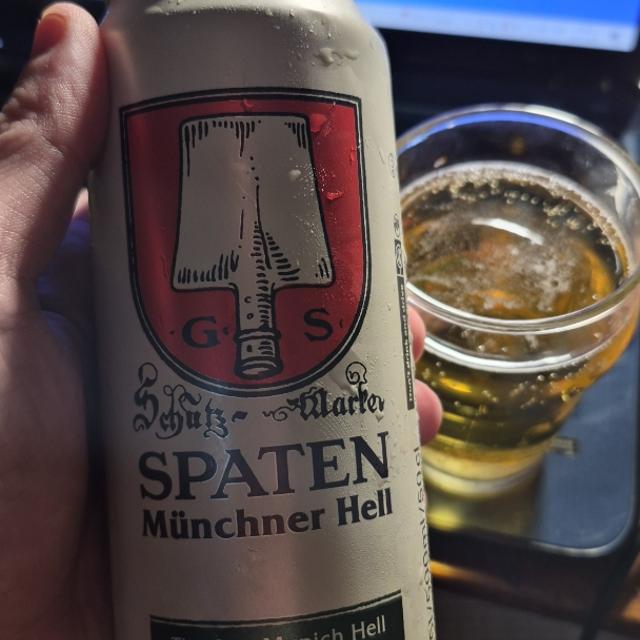 G S
Schutz- Marke
SPATEN
Münchner Hell
Munich Hell